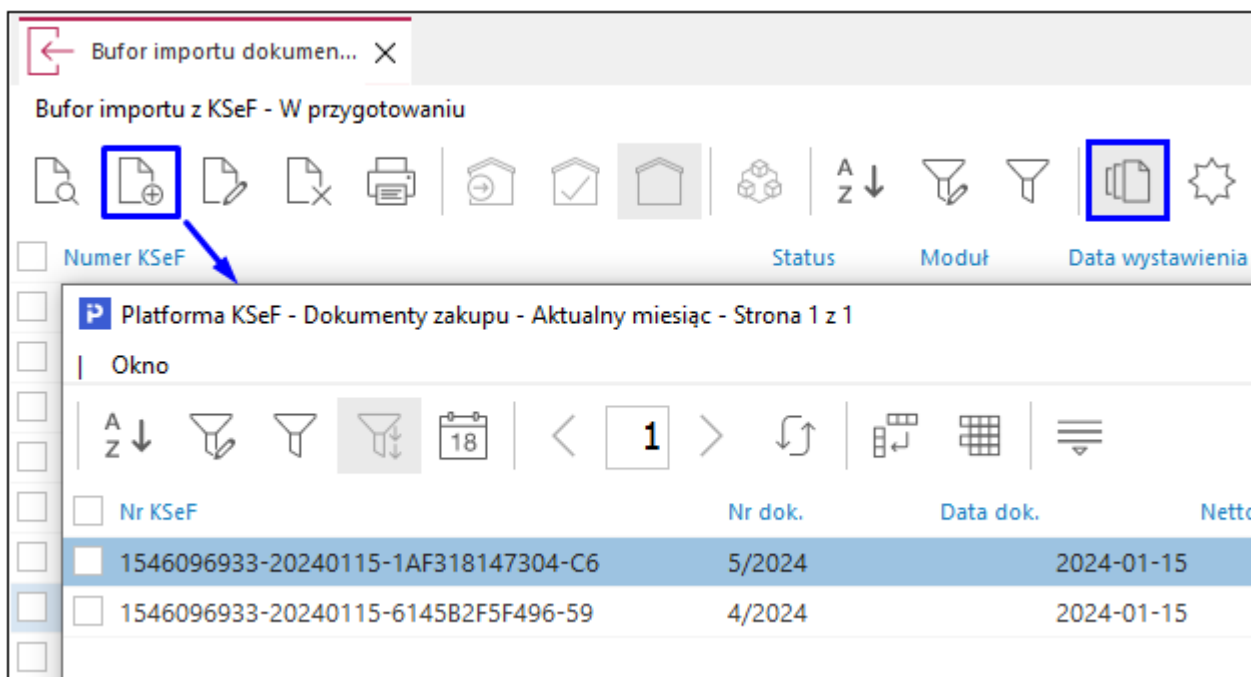 Bufor importu dokumen...
Bufor importu z KSeF - W przygotowaniu
A Z
Numer KSeF Status Moduł Data wystawienia
Platforma KSeF - Dokumenty zakupu - Aktualny miesiąc - Strona 1 z 1
| Okno
A Z 18 1
Nr KSeF Nr dok. Data dok. Netto
1546096933-20240115-1AF318147304-C6 5/2024 2024-01-15
1546096933-20240115-6145B2F5F496-59 4/2024 2024-01-15